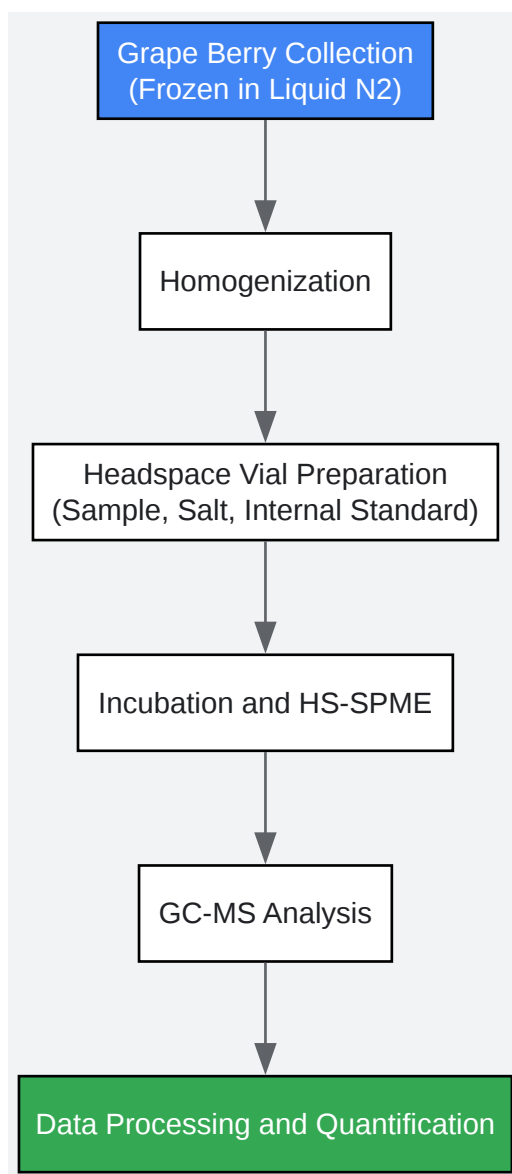 Grape Berry Collection
(Frozen in Liquid N2)
Homogenization
Headspace Vial Preparation
(Sample, Salt, Internal Standard)
Incubation and HS-SPME
GC-MS Analysis
Data Processing and Quantification